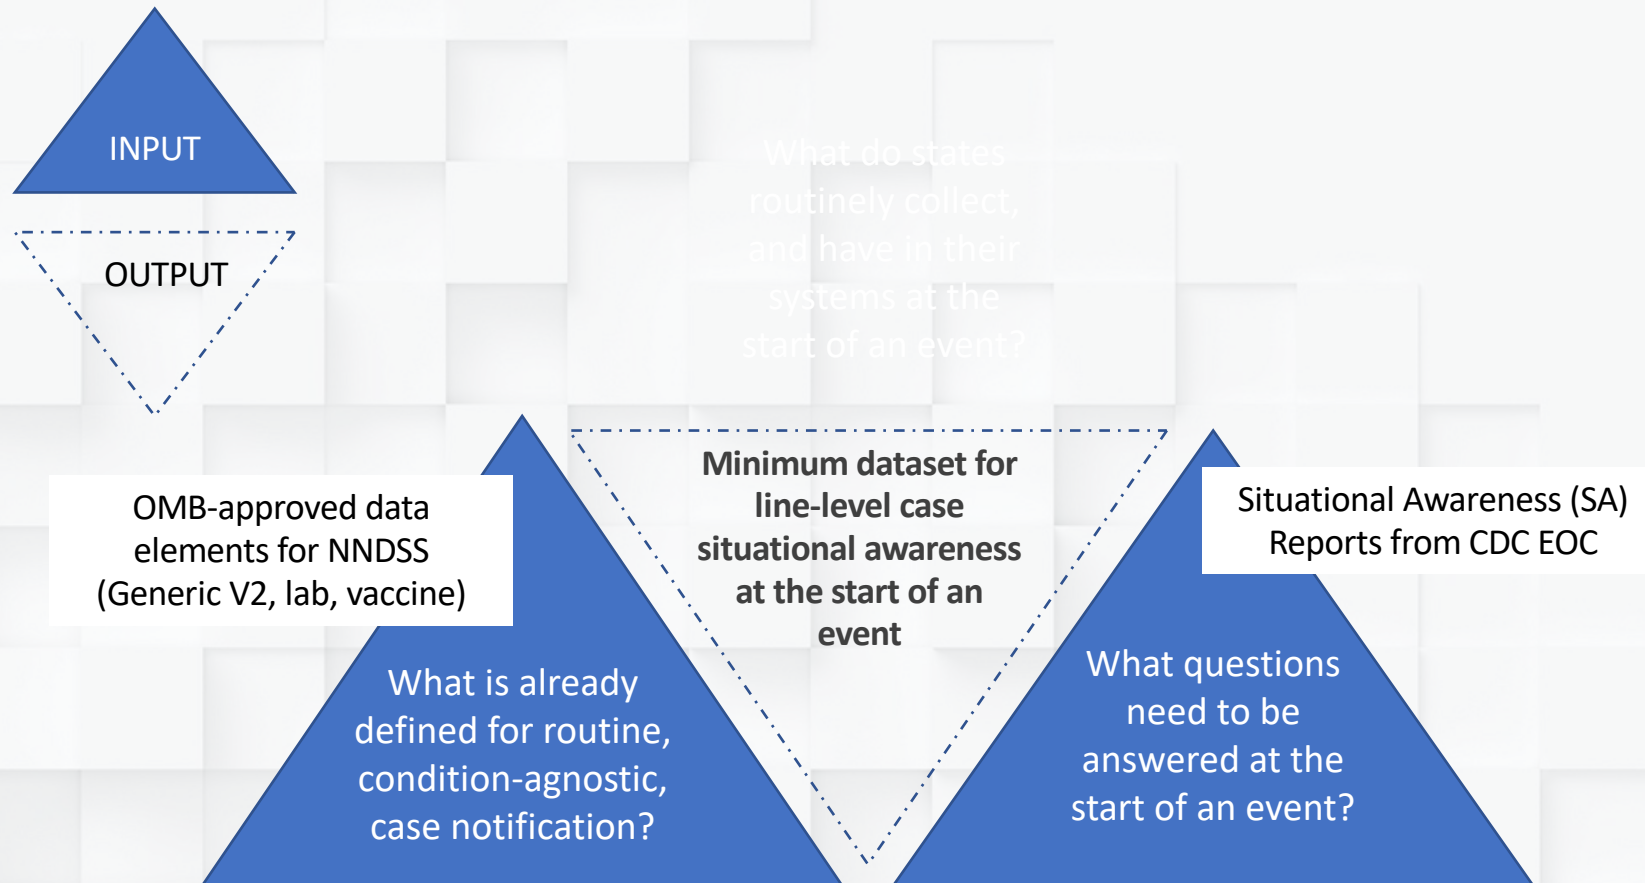 INPUT
OUTPUT
What do states
routinely collect,
and have in their
systems at the
start of an event?
OMB-approved data
elements for NNDSS
(Generic V2, lab, vaccine)
What is already
defined for routine,
condition-agnostic,
case notification?
Minimum dataset for
line-level case
situational awareness
at the start of an
event
Situational Awareness (SA)
Reports from CDC EOC
What questions
need to be
answered at the
start of an event?